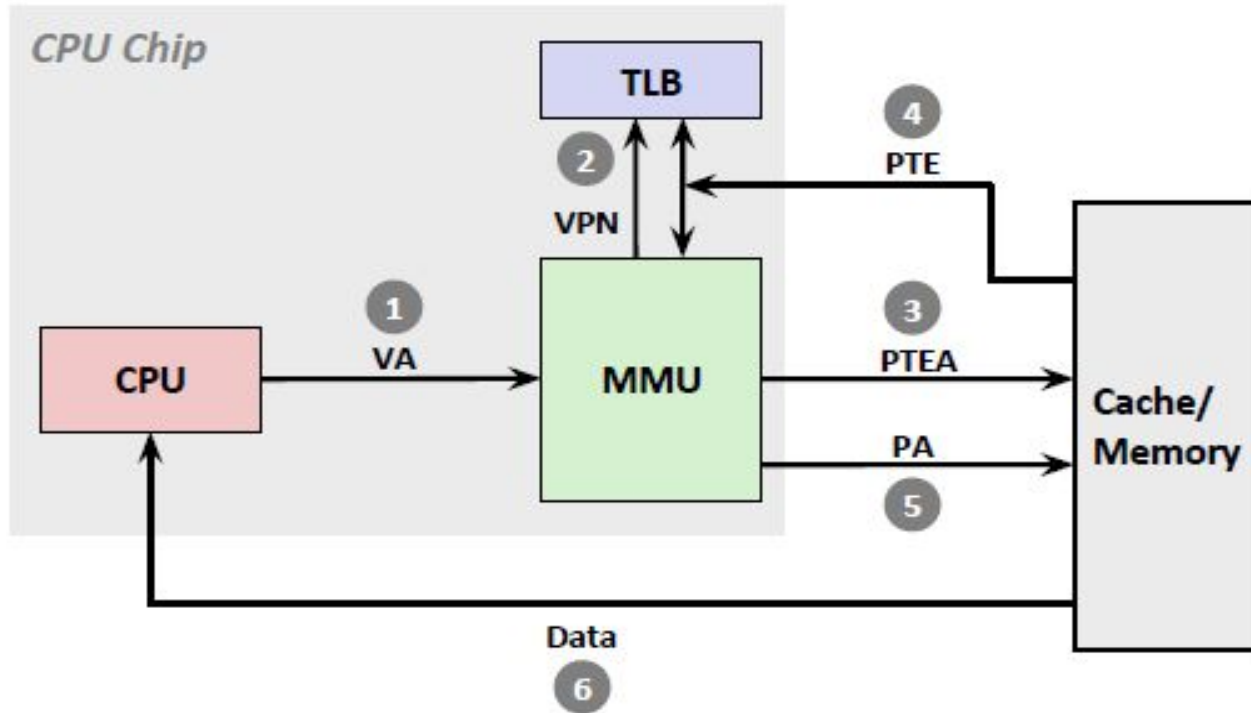 CPU Chip
TLB
4
PTE
2
VPN
1
VA
3
PTEA
CPU
MMU
Cache/
Memory
PA
5
Data
6